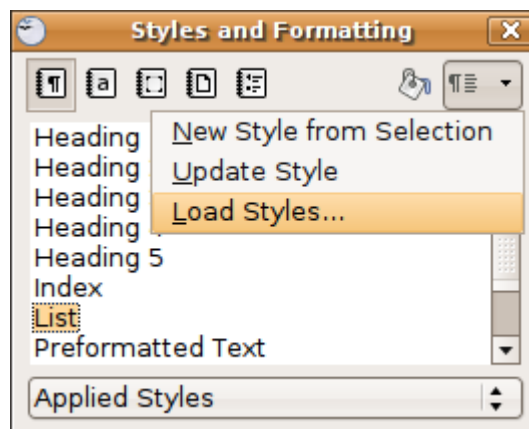 Styles and Formatting
New Style from Selection
Update Style
Load Styles...
Heading
Heading
Heading
Heading
Heading 5
Index
List
Preformatted Text
Applied Styles